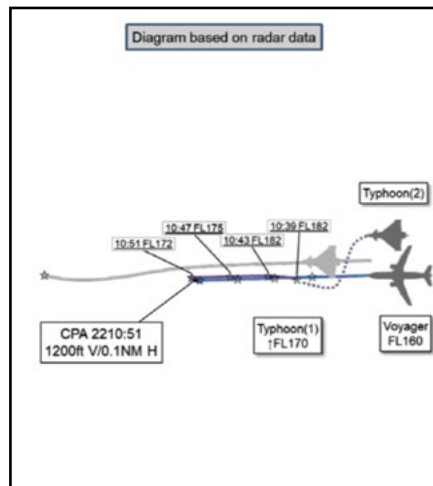 Diagram based on radar data
Typhoon(2)
10:47 FL175
10:39 FL182
10:51 FL172
10:43 FL182
CPA 2210:51
1200ft V/0.1NM H
Typhoon(1)
↑FL170
Voyager
FL160